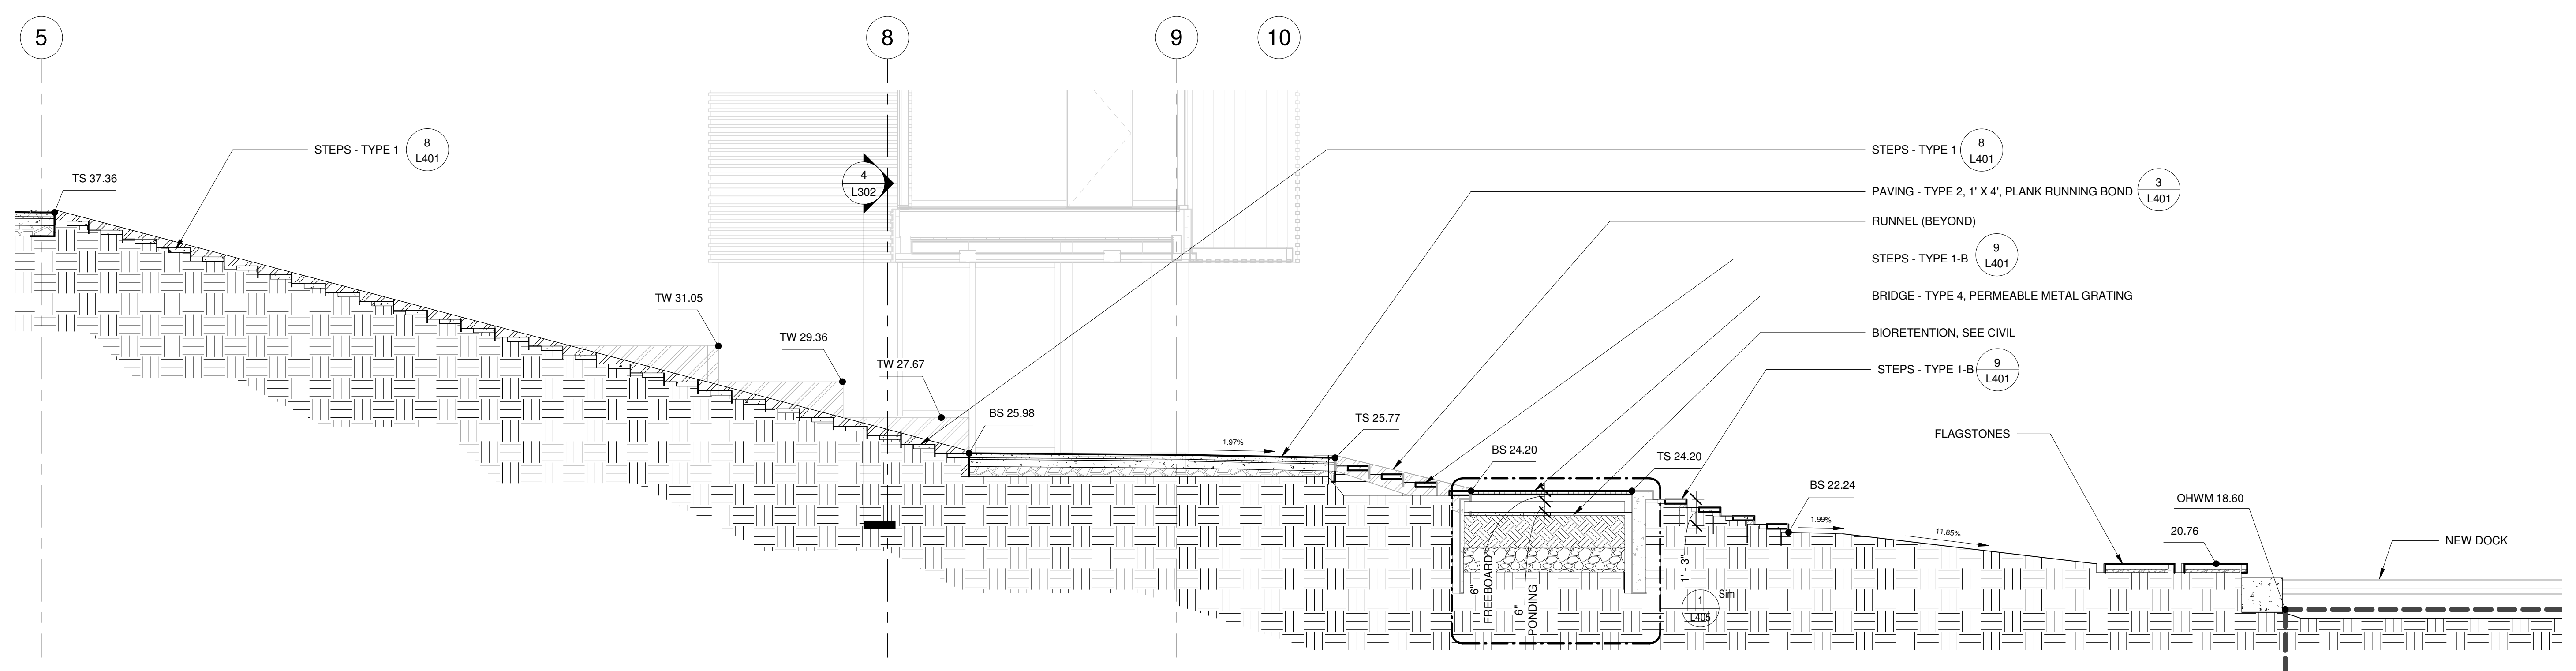 5
8
9
10
STEPS - TYPE 1
8
L401
TS 37.36
4
L302
STEPS - TYPE 1
8
L401
PAVING - TYPE 2, 1' X 4', PLANK RUNNING BOND
3
L401
RUNNEL (BEYOND)
STEPS - TYPE 1-B
9
L401
BRIDGE - TYPE 4, PERMEABLE METAL GRATING
BIORETENTION, SEE CIVIL
STEPS - TYPE 1-B
9
L401
TW 31.05
TW 29.36
TW 27.67
BS 25.98
1.97%
TS 25.77
BS 24.20
TS 24.20
BS 22.24
1.99%
11.85%
FLAGSTONES
OHWM 18.60
20.76
NEW DOCK
6"
FREEBOARD
6"
PONDING
1' - 3"
1
L405
Sim